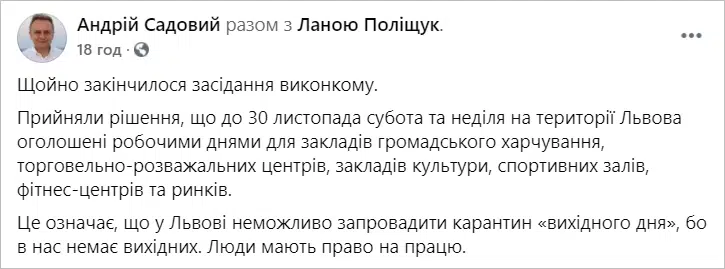 Андрій Садовий разом з Ланою Поліщук.
18 год ·
Щойно закінчилося засідання виконкому.
Прийняли рішення, що до 30 листопада субота та неділя на території Львова
оголошені робочими днями для закладів громадського харчування,
торговельно-розважальних центрів, закладів культури, спортивних залів,
фітнес-центрів та ринків.
Це означає, що у Львові неможливо запровадити карантин «вихідного дня», бо
в нас немає вихідних. Люди мають право на працю.